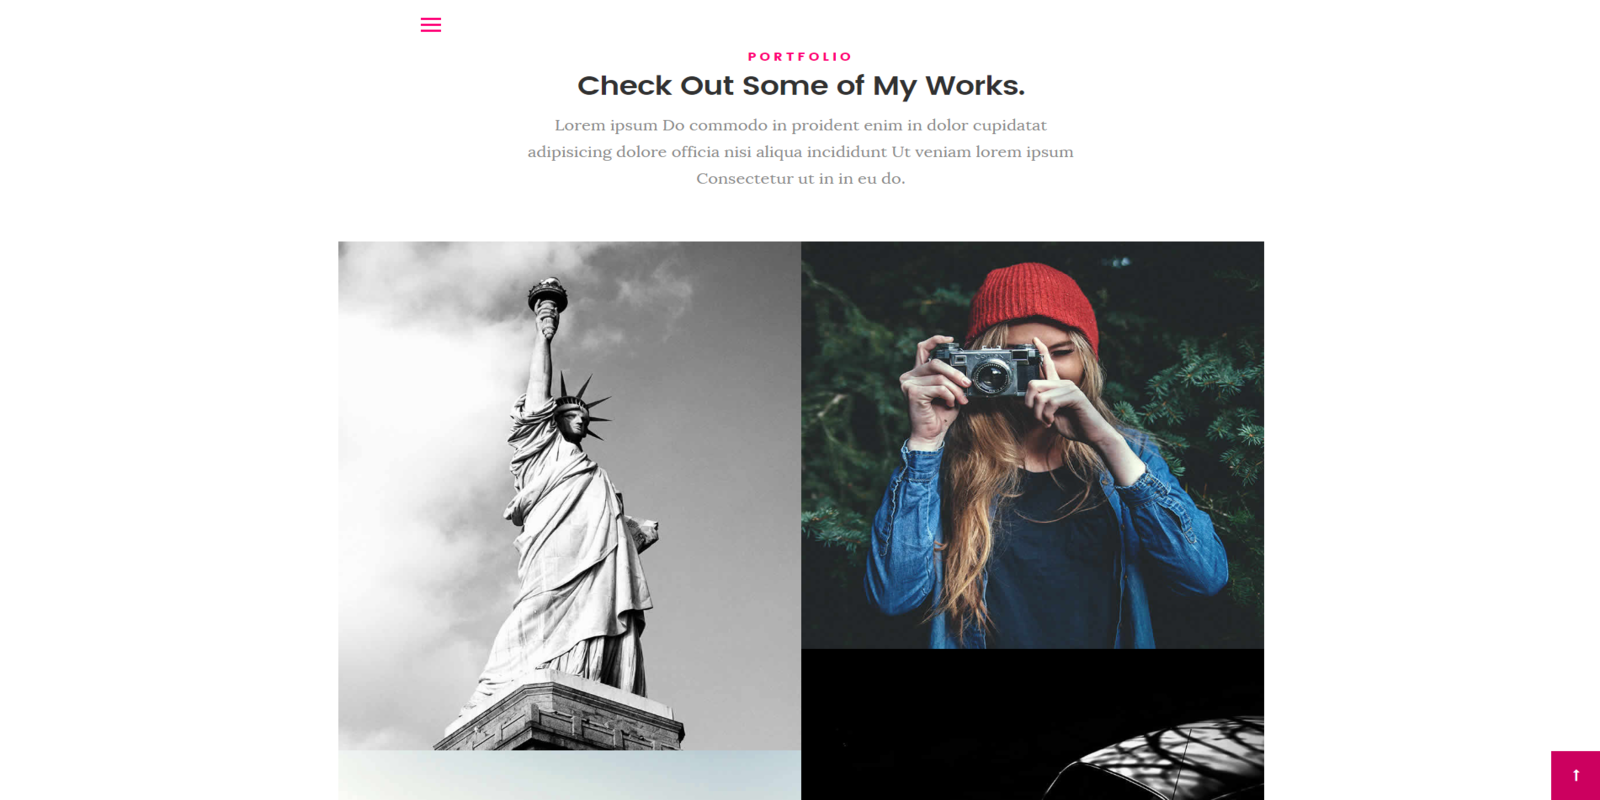 PORTFOLIO
Check Out Some of My Works.
Lorem ipsum Do commodo in proident enim in dolor cupidatat
adipisicing dolore officia nisi aliqua incididunt Ut veniam lorem ipsum
Consectetur ut in in eu do.